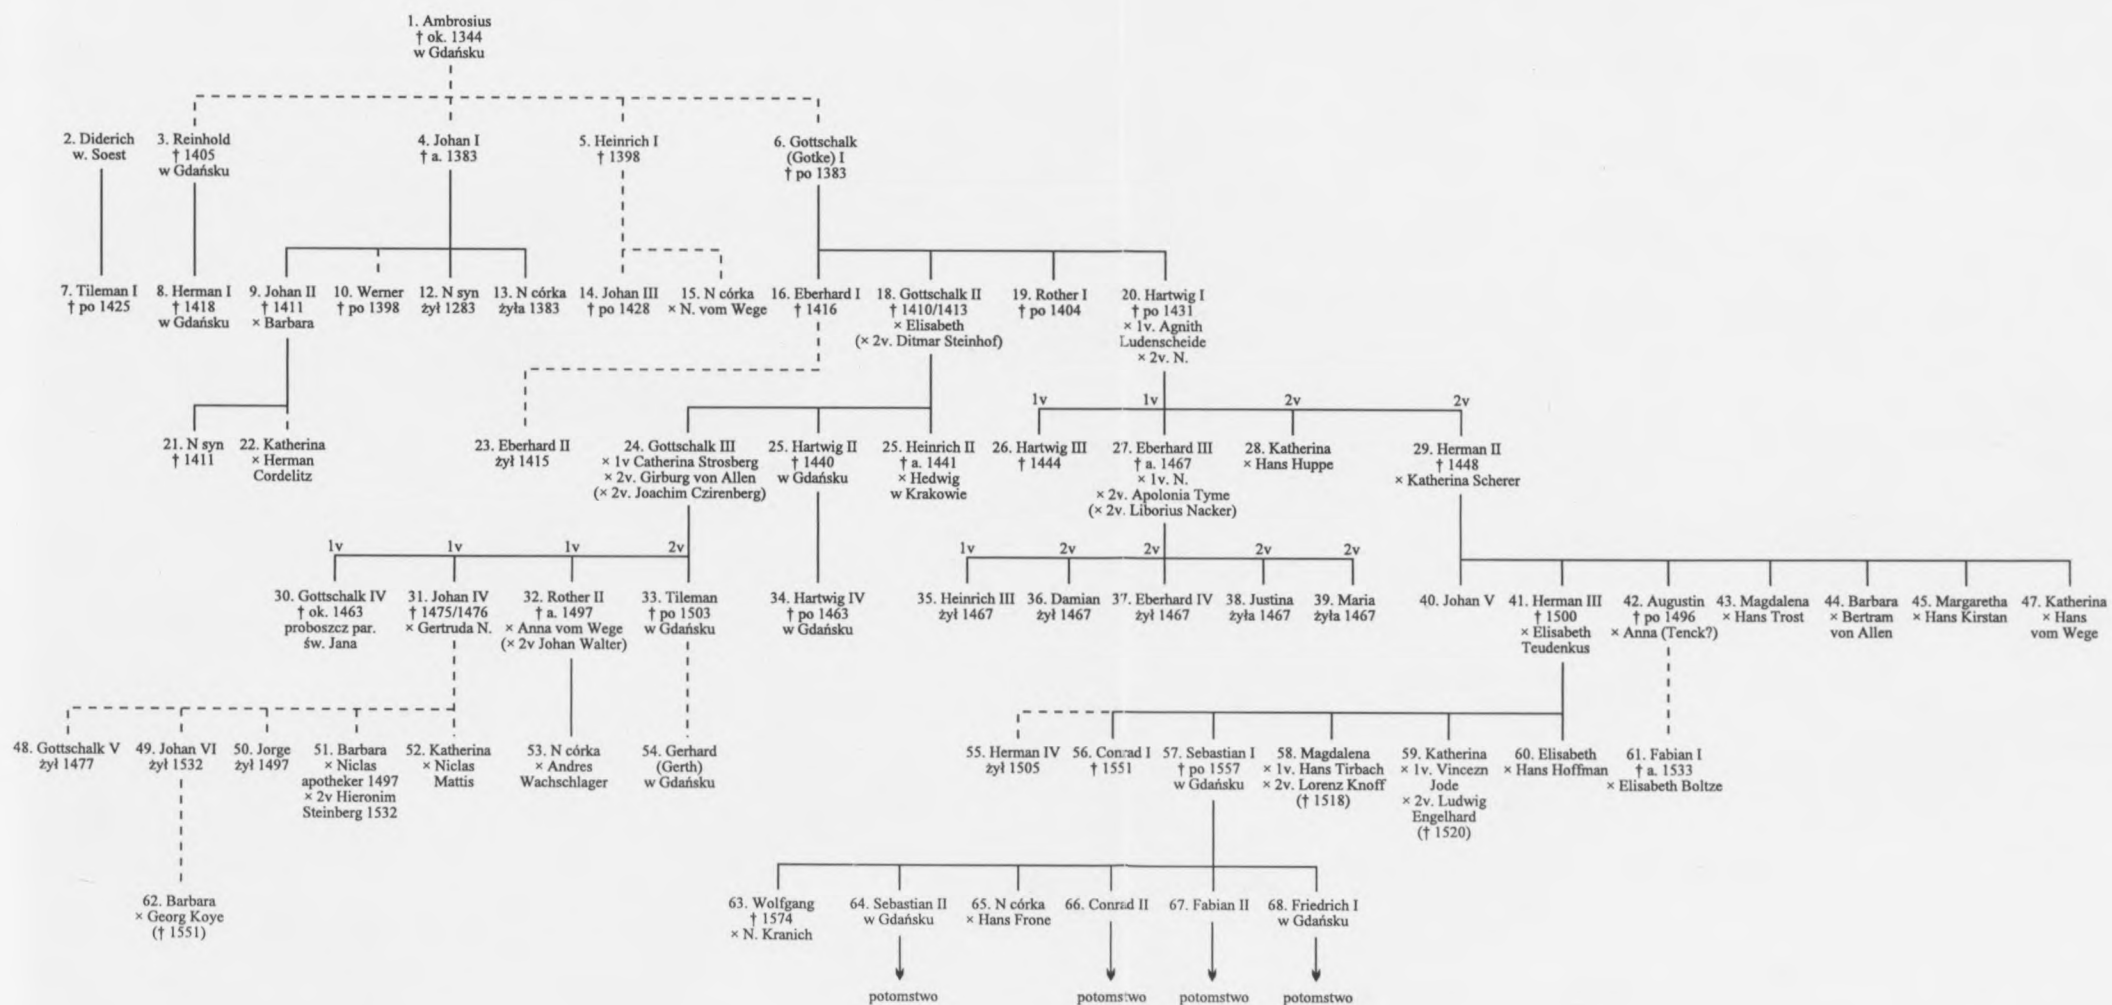 1. Ambrosius
† ok. 1344
w Gdańsku
2. Diderich
w. Soest
3. Reinhold
† 1405
w Gdańsku
4. Johan I
† a. 1383
5. Heinrich I
† 1398
6. Gottschalk
(Gotke) I
† po 1383
7. Tileman I
† po 1425
8. Herman I
† 1418
w Gdańsku
9. Johan II
† 1411
× Barbara
10. Werner
† po 1398
12. N syn
żył 1283
13. N córka
żyła 1383
14. Johan III
† po 1428
15. N córka
× N. vom Wege
16. Eberhard I
† 1416
18. Gottschalk II
† 1410/1413
× Elisabeth
(× 2v. Ditmar Steinhof)
19. Rother I
† po 1404
20. Hartwig I
† po 1431
× 1v. Agnith
Ludenscheide
× 2v. N.
1v
1v
2v
2v
21. N syn
† 1411
22. Katherina
× Herman
Cordelitz
23. Eberhard II
żył 1415
24. Gottschalk III
× 1v Catherina Strosberg
× 2v. Girburg von Allen
(× 2v. Joachim Czirenberg)
25. Hartwig II
† 1440
w Gdańsku
25. Heinrich II
† a. 1441
× Hedwig
w Krakowie
26. Hartwig III
† 1444
27. Eberhard III
† a. 1467
× 1v. N.
× 2v. Apolonia Tyme
(× 2v. Liborius Nacker)
28. Katherina
× Hans Huppe
29. Herman II
† 1448
× Katherina Scherer
1v
1v
1v
2v
1v
2v
2v
2v
2v
30. Gottschalk IV
† ok. 1463
proboszcz par.
św. Jana
31. Johan IV
† 1475/1476
× Gertruda N.
32. Rother II
† a. 1497
× Anna vom Wege
(× 2v Johan Walter)
33. Tileman
† po 1503
w Gdańsku
34. Hartwig IV
† po 1463
w Gdańsku
35. Heinrich III
żył 1467
36. Damian
żył 1467
37. Eberhard IV
żył 1467
38. Justina
żyła 1467
39. Maria
żyła 1467
40. Johan V
41. Herman III
† 1500
× Elisabeth
Teudenkus
42. Augustin
† po 1496
× Anna (Tenck?)
43. Magdalena
× Hans Trost
44. Barbara
× Bertram
von Allen
45. Margaretha
× Hans Kirstan
47. Katherina
× Hans
vom Wege
48. Gottschalk V
żył 1477
49. Johan VI
żył 1532
50. Jorge
żył 1497
51. Barbara
× Niclas
apotheker 1497
× 2v Hieronim
Steinberg 1532
52. Katherina
× Niclas
Mattis
53. N córka
× Andres
Wachschlager
54. Gerhard
(Gerth)
w Gdańsku
55. Herman IV
żył 1505
56. Conrad I
† 1551
57. Sebastian I
† po 1557
w Gdańsku
58. Magdalena
× 1v. Hans Tirbach
× 2v. Lorenz Knoff
(† 1518)
59. Katherina
× 1v. Vincezn
Jode
× 2v. Ludwig
Engelhard
(† 1520)
60. Elisabeth
× Hans Hoffman
61. Fabian I
† a. 1533
× Elisabeth Boltze
62. Barbara
× Georg Koye
(† 1551)
63. Wolfgang
† 1574
× N. Kranich
64. Sebastian II
w Gdańsku
65. N córka
× Hans Frone
66. Conrad II
67. Fabian II
68. Friedrich I
w Gdańsku
potomstwo
potomstwo
potomstwo
potomstwo